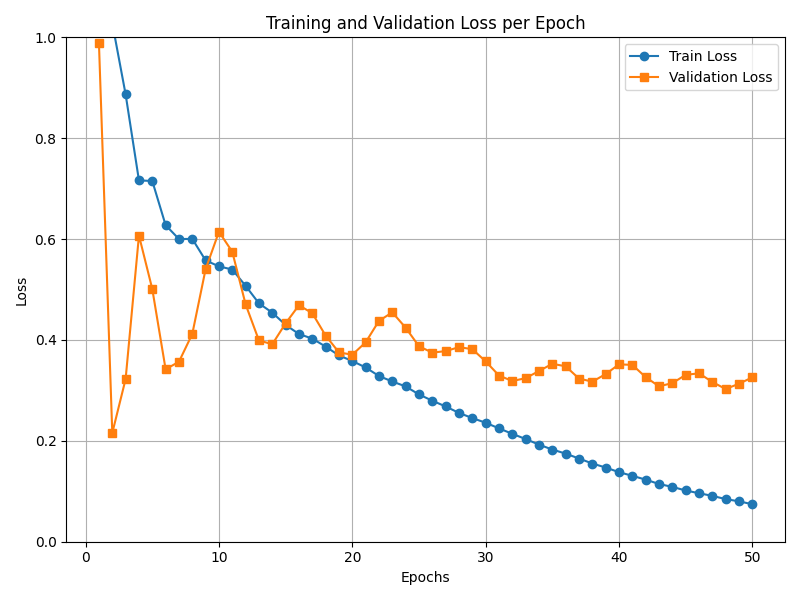 Training and Validation Loss per Epoch
Train Loss
Validation Loss
1.0
0.8
0.6
0.4
0.2
0.0
Loss
0 10 20 30 40 50
Epochs